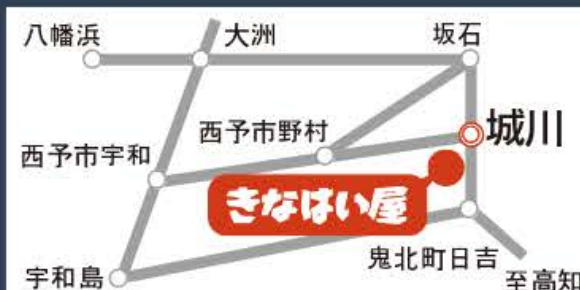 八幡浜
大洲
坂石
西予市野村
城川
西予市宇和
きなはい屋
鬼北町日吉
宇和島
至高知